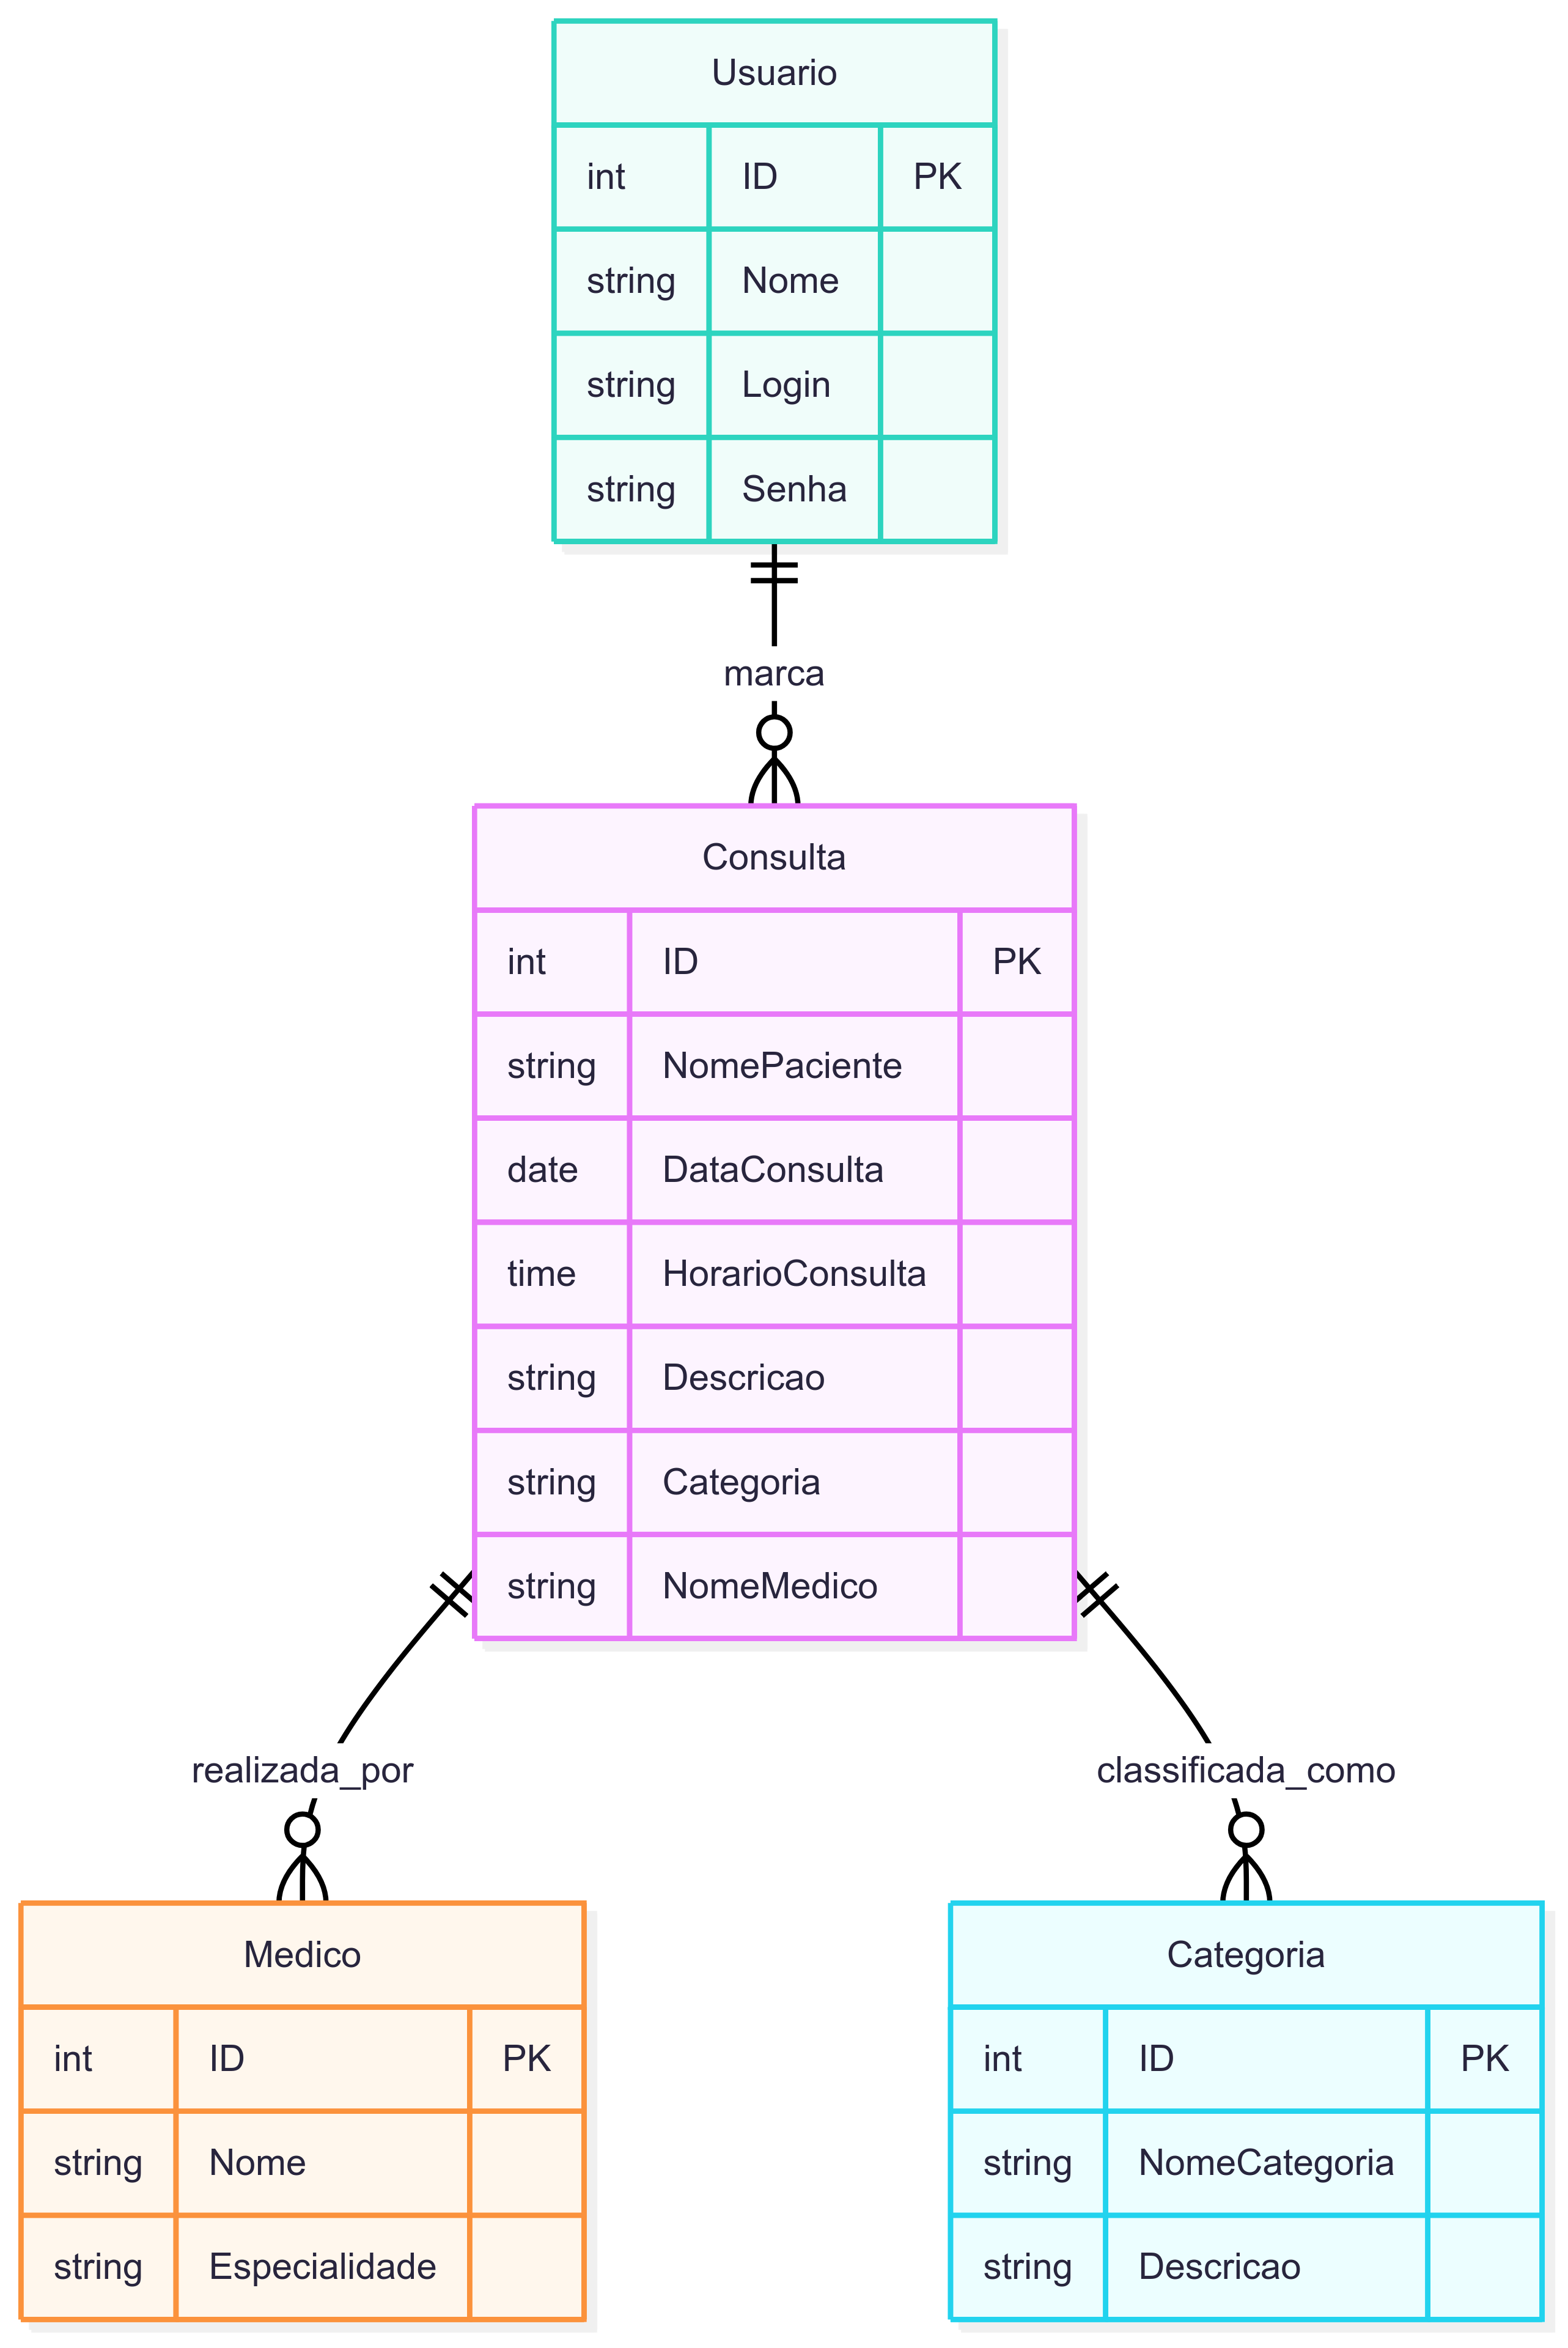 Usuario
int ID PK
string Nome
string Login
string Senha
marca
Consulta
int ID PK
string NomePaciente
date DataConsulta
time HorarioConsulta
string Descricao
string Categoria
string NomeMedico
realizada_por
classificada_como
Medico
int ID PK
string Nome
string Especialidade
Categoria
int ID PK
string NomeCategoria
string Descricao